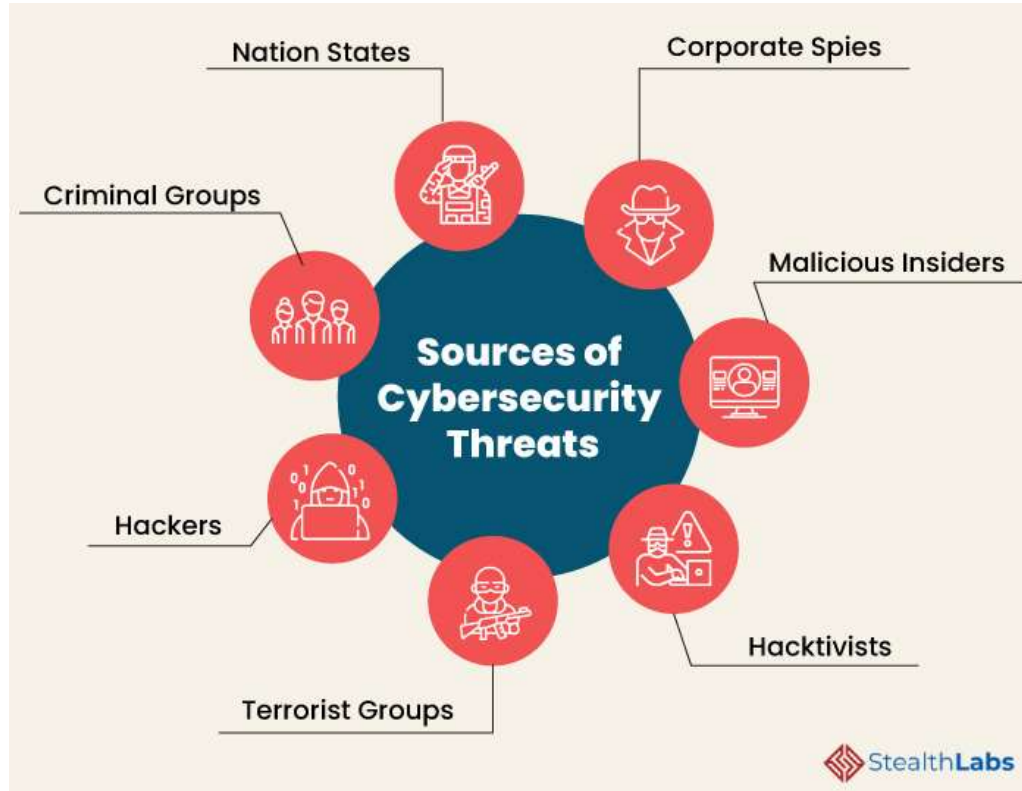 Nation States
Corporate Spies
Criminal Groups
Malicious Insiders
Sources of
Cybersecurity
Threats
Hackers
Hacktivists
Terrorist Groups
StealthLabs